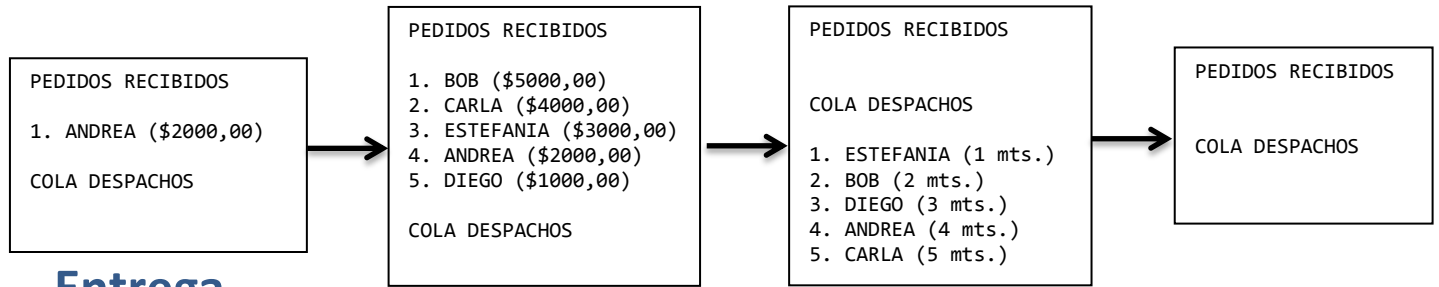 PEDIDOS RECIBIDOS
1. ANDREA ($2000,00)
COLA DESPACHOS
PEDIDOS RECIBIDOS
1. BOB ($5000,00)
2. CARLA ($4000,00)
3. ESTEFANIA ($3000,00)
4. ANDREA ($2000,00)
5. DIEGO ($1000,00)
COLA DESPACHOS
PEDIDOS RECIBIDOS
COLA DESPACHOS
1. ESTEFANIA (1 mts.)
2. BOB (2 mts.)
3. DIEGO (3 mts.)
4. ANDREA (4 mts.)
5. CARLA (5 mts.)
PEDIDOS RECIBIDOS
COLA DESPACHOS
Entrega